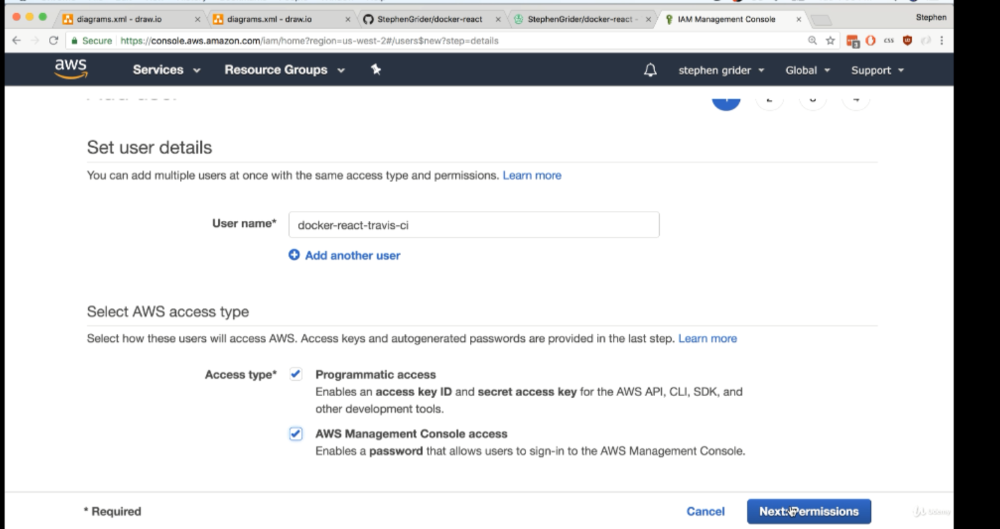 diagrams.xml - draw.io
diagrams.xml - draw.io
StephenGrider/docker-react
StephenGrider/docker-react -
IAM Management Console
Stephen
Secure https://console.aws.amazon.com/iam/home?region=us-west-2#/users$new?step=details
3
css
aws
Services
Resource Groups
stephen grider
Global
Support
Set user details
You can add multiple users at once with the same access type and permissions. Learn more
User name* docker-react-travis-ci
Add another user
Select AWS access type
Select how these users will access AWS. Access keys and autogenerated passwords are provided in the last step. Learn more
Access type* Programmatic access
Enables an access key ID and secret access key for the AWS API, CLI, SDK, and
other development tools.
AWS Management Console access
Enables a password that allows users to sign-in to the AWS Management Console.
* Required
Cancel
Next: Permissions
Udemy